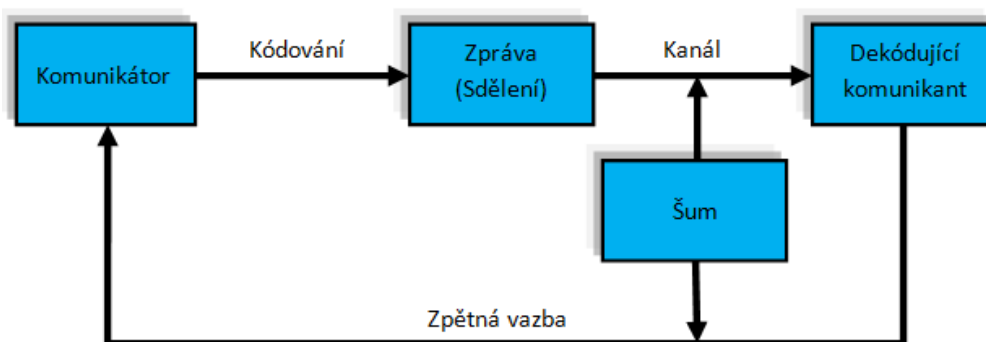 Komunikátor
Kódování
Zpráva
(Sdělení)
Kanál
Dekódující
komunikant
Šum
Zpětná vazba